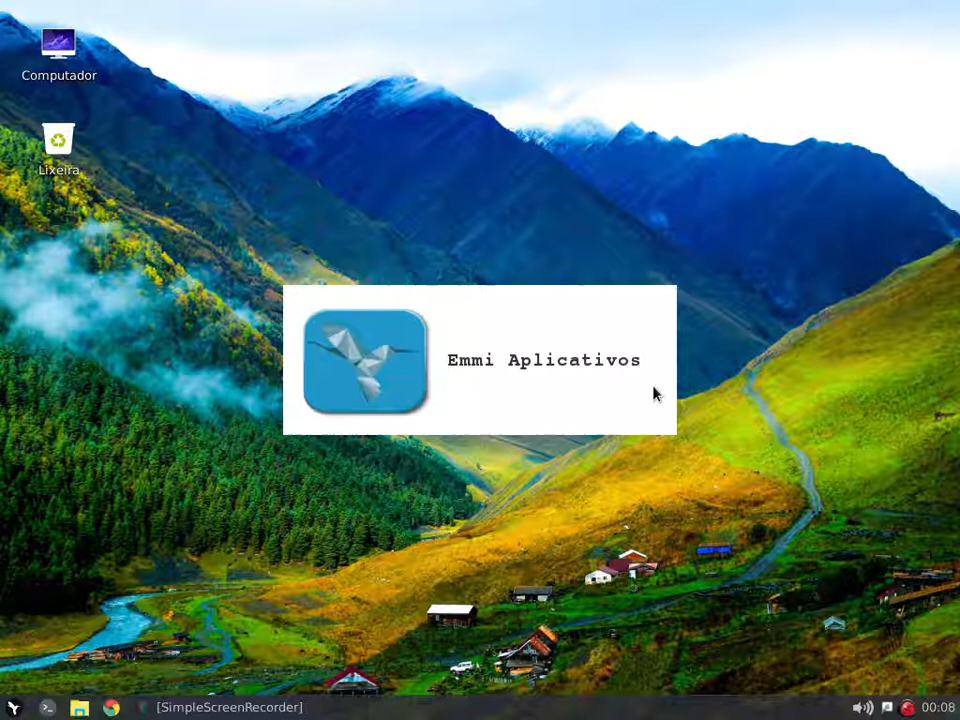 Computador
Lixeira
Emmi Aplicativos
[SimpleScreenRecorder]
00:08